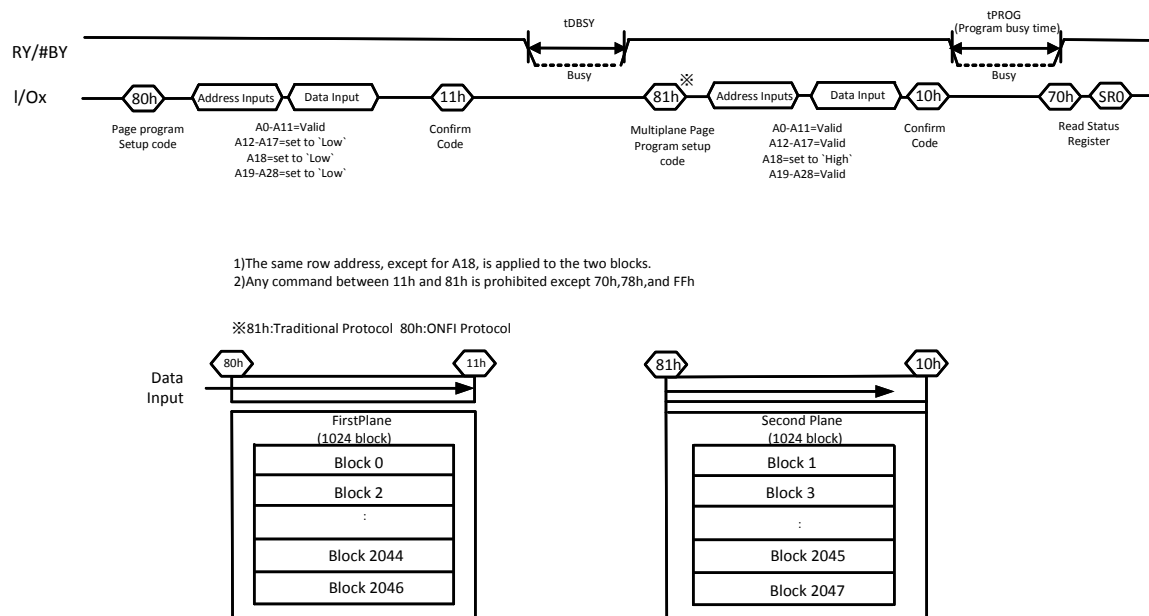 tDBSY
tPROG
(Program busy time)
RY/#BY
Busy
Busy
I/Ox
80h
Address Inputs
Data Input
11h
81h
※
Address Inputs
Data Input
10h
70h
SR0
Page program
Setup code
A0-A11=Valid
A12-A17=set to `Low`
A18=set to `Low`
A19-A28=set to `Low`
Confirm
Code
Multiplane Page
Program setup
code
A0-A11=Valid
A12-A17=Valid
A18=set to `High`
A19-A28=Valid
Confirm
Code
Read Status
Register
1)The same row address, except for A18, is applied to the two blocks.
2)Any command between 11h and 81h is prohibited except 70h,78h,and FFh
※81h:Traditional Protocol 80h:ONFI Protocol
80h
11h
81h
10h
Data
Input
FirstPlane
(1024 block)
Block 0
Block 2
:
Block 2044
Block 2046
Second Plane
(1024 block)
Block 1
Block 3
:
Block 2045
Block 2047